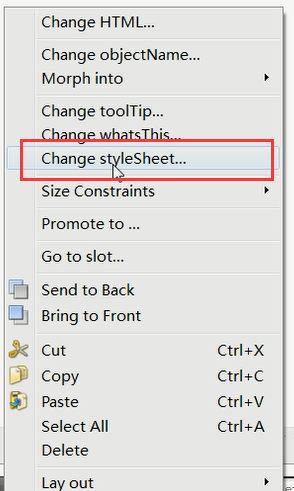 Change HTML...
Change objectName...
Morph into
Change toolTip...
Change whatsThis...
Change styleSheet...
Size Constraints
Promote to ...
Go to slot...
Send to Back
Bring to Front
Cut Ctrl+X
Copy Ctrl+C
Paste Ctrl+V
Select All Ctrl+A
Delete
Lay out